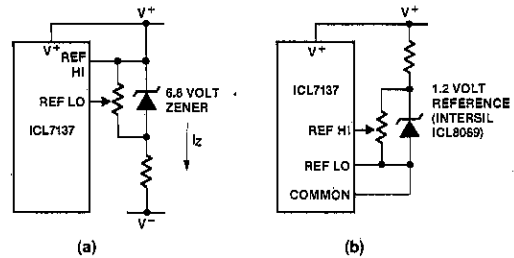 V+
V+
REF
HI
ICL7137
REF LO
6.8 VOLT
ZENER
IZ
V−
(a)
V+
V+
ICL7137
1.2 VOLT
REFERENCE
(INTERSIL
ICL8069)
REF HI
REF LO
COMMON
(b)